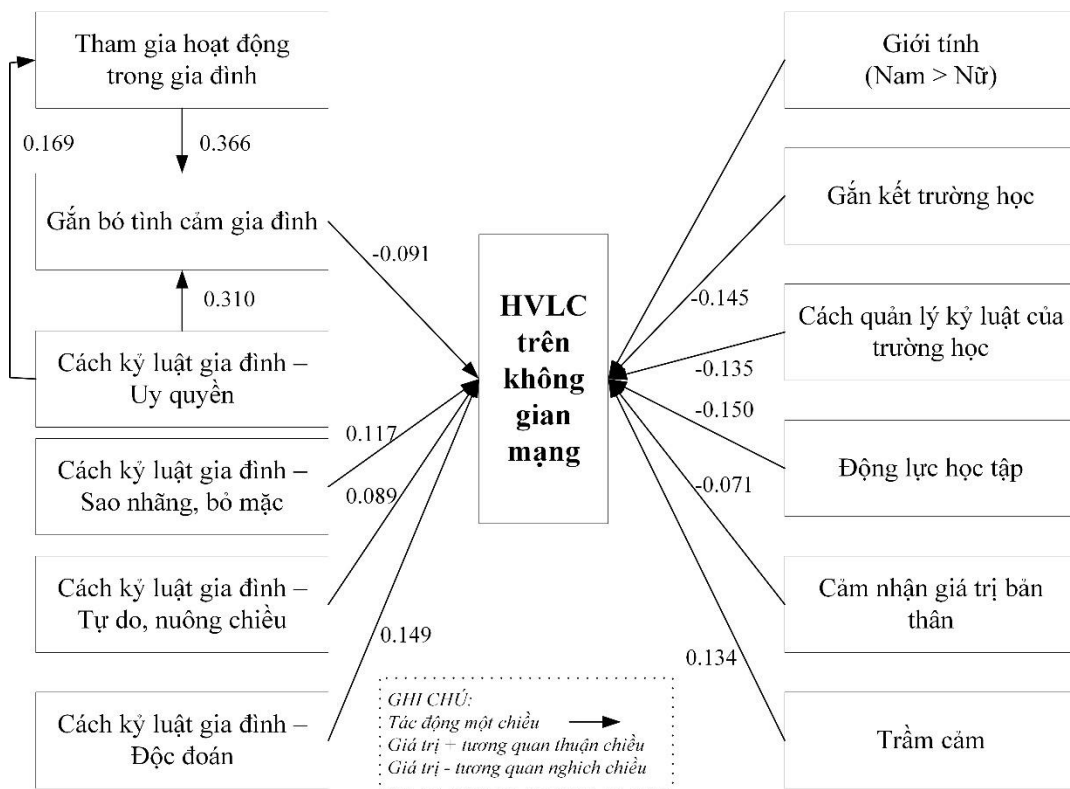 Tham gia hoạt động
trong gia đình
0.169
0.366
Gắn bó tình cảm gia đình
-0.091
0.310
Cách kỷ luật gia đình –
Uy quyền
0.117
Cách kỷ luật gia đình –
Sao nhãng, bỏ mặc
0.089
Cách kỷ luật gia đình –
Tự do, nuông chiều
0.149
Cách kỷ luật gia đình –
Độc đoán
HVLC
trên
không
gian
mạng
GHI CHÚ:
Tác động một chiều
Giá trị + tương quan thuận chiều
Giá trị - tương quan nghich chiều
Giới tính
(Nam > Nữ)
Gắn kết trường học
-0.145
Cách quản lý kỷ luật của
trường học
-0.135
-0.150
Động lực học tập
-0.071
Cảm nhận giá trị bản
thân
0.134
Trầm cảm